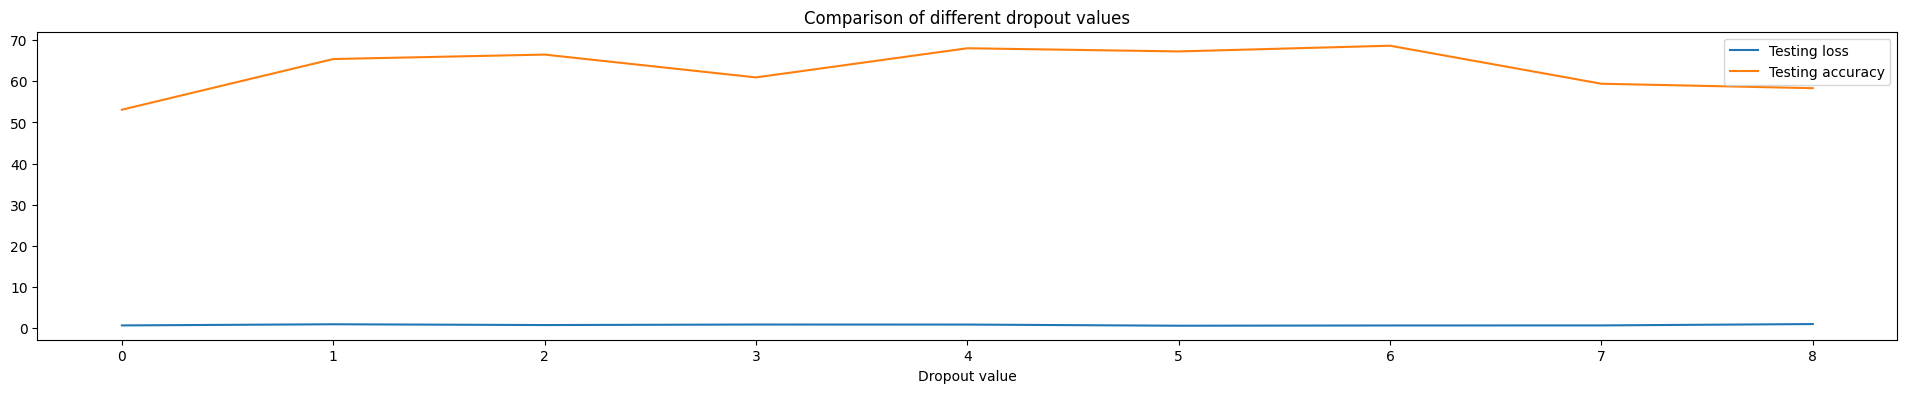 Comparison of different dropout values
70
60
50
40
30
20
10
0
Testing loss
Testing accuracy
0 1 2 3 4 5 6 7 8
Dropout value